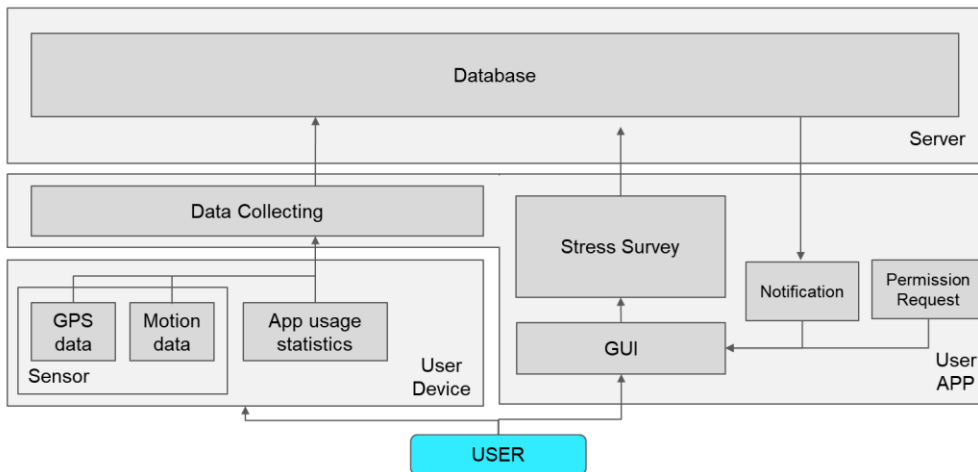 Database
Server
Data Collecting
Stress Survey
Notification
Permission
Request
GPS
data
Motion
data
App usage
statistics
Sensor
User
Device
GUI
User
APP
USER